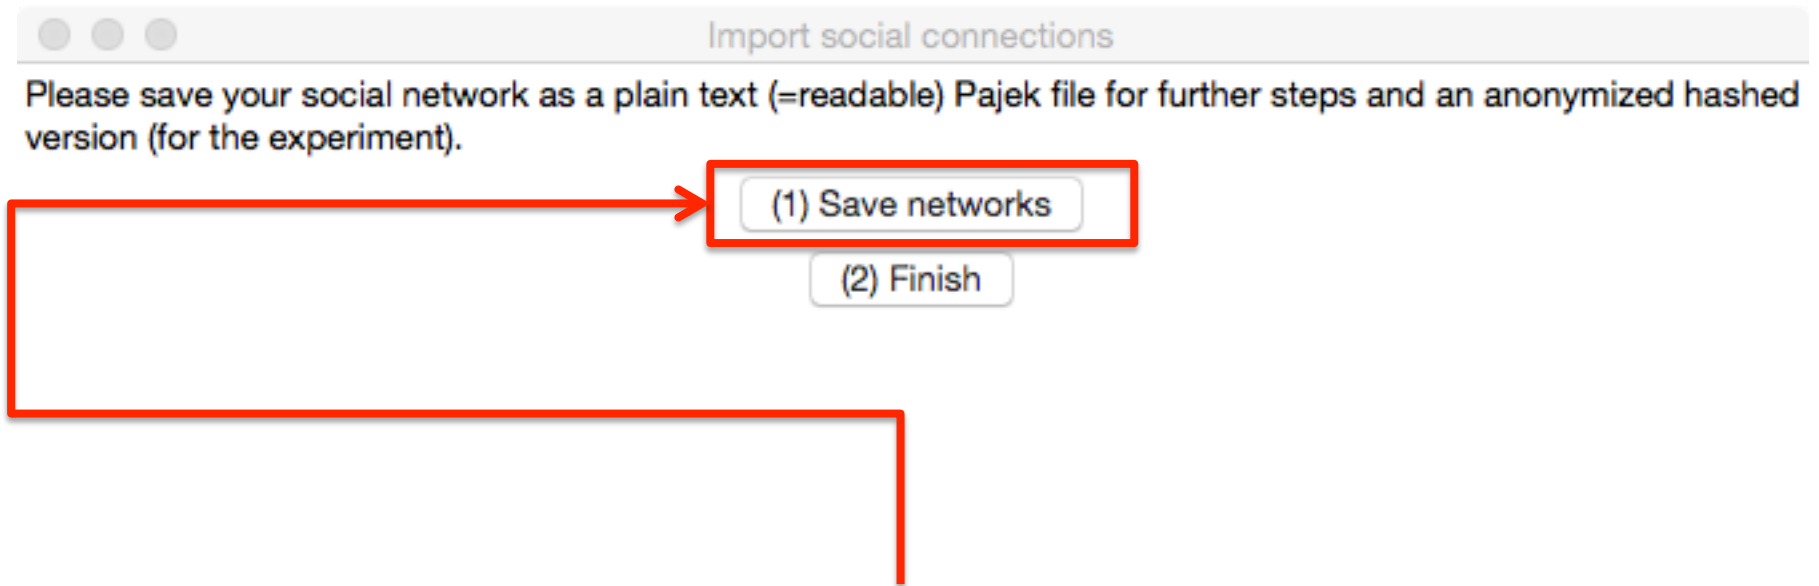 Import social connections
Please save your social network as a plain text (=readable) Pajek file for further steps and an anonymized hashed
version (for the experiment).
(1) Save networks
(2) Finish